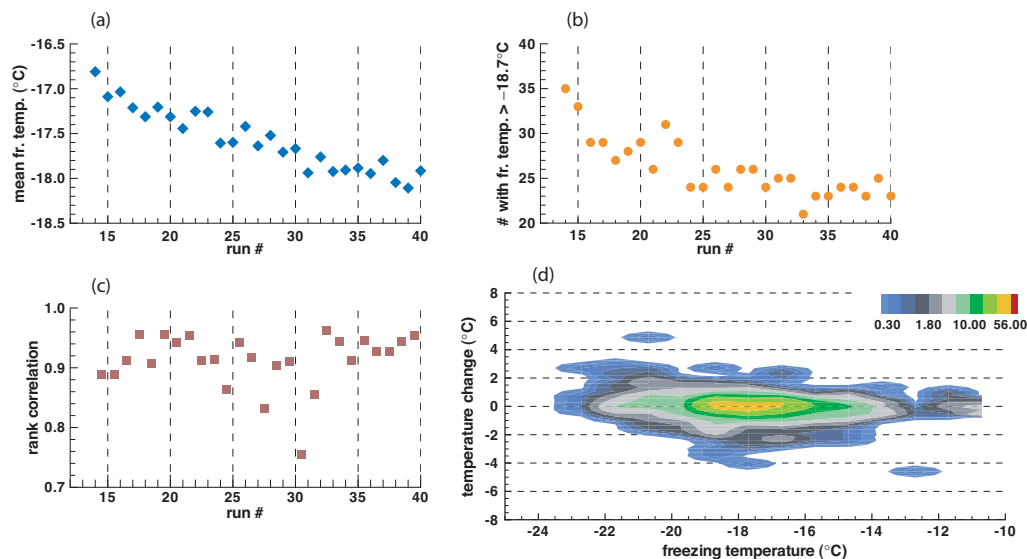 (a)
mean fr. temp. (°C)
-16.5
-17.0
-17.5
-18.0
-18.5
15 20 25 30 35 40
run #
(b)
# with fr. temp. > −18.7°C
40
35
30
25
20
15 20 25 30 35 40
run #
(c)
rank correlation
1.0
0.9
0.8
0.7
15 20 25 30 35 40
run #
(d)
temperature change (°C)
8
6
4
2
0
-2
-4
-6
-8
0.30 1.80 10.00 56.00
-24 -22 -20 -18 -16 -14 -12 -10
freezing temperature (°C)